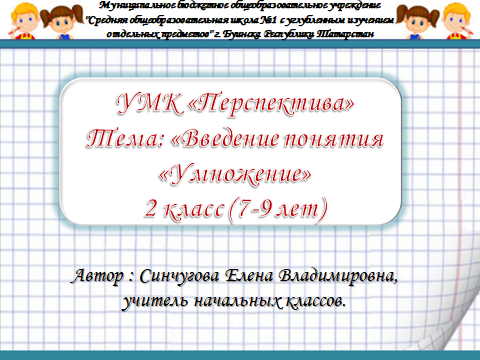 Муниципальное бюджетное общеобразовательное учреждение
"Средняя общеобразовательная школа №1 с углубленным изучением
отдельных предметов" г. Буинска Республики Татарстан
УМК «Перспектива»
Тема: «Введение понятия
«Умножение»
2 класс (7-9 лет)
Автор : Синчугова Елена Владимировна,
учитель начальных классов.